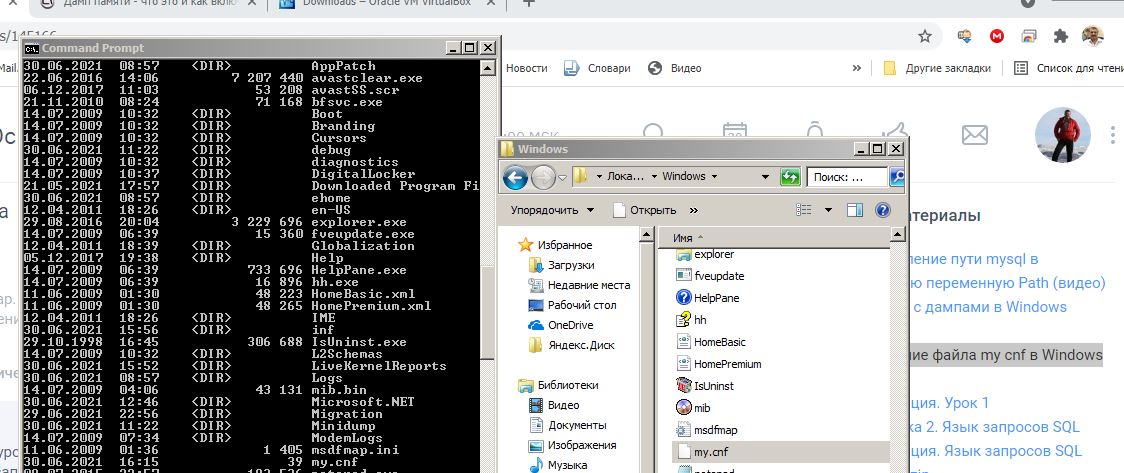 Дамп памяти - что это и как вклю
Downloads – Oracle VM VirtualBox
s/145166
Mail.
Новости
Словари
Видео
»
Другие закладки
Список для чтени
Command Prompt
30.06.2021 08:57 <DIR> AppPatch
22.06.2016 14:06 7 207 440 avastclear.exe
06.12.2017 11:03 53 208 avastSS.scr
21.11.2010 08:24 71 168 bfsvc.exe
14.07.2009 10:32 <DIR> Boot
14.07.2009 10:32 <DIR> Branding
14.07.2009 10:32 <DIR> Cursors
30.06.2021 11:22 <DIR> debug
14.07.2009 10:32 <DIR> diagnostics
14.07.2009 10:37 <DIR> DigitalLocker
21.05.2021 17:57 <DIR> Downloaded Program Fi
30.06.2021 08:57 <DIR> ehome
12.04.2011 18:26 <DIR> en-US
29.08.2016 20:04 3 229 696 explorer.exe
14.07.2009 06:39 15 360 fveupdate.exe
12.04.2011 18:39 <DIR> Globalization
05.12.2017 19:38 <DIR> Help
14.07.2009 06:39 733 696 HelpPane.exe
14.07.2009 06:39 16 896 hh.exe
11.06.2009 01:30 48 223 HomeBasic.xml
11.06.2009 01:30 48 265 HomePremium.xml
12.04.2011 18:26 <DIR> IME
30.06.2021 15:56 <DIR> inf
29.10.1998 16:45 306 688 IsUninst.exe
14.07.2009 10:32 <DIR> L2Schemas
30.06.2021 15:52 <DIR> LiveKernelReports
30.06.2021 08:57 <DIR> Logs
14.07.2009 04:06 43 131 mib.bin
30.06.2021 12:46 <DIR> Microsoft.NET
29.06.2021 22:56 <DIR> Migration
30.06.2021 11:22 <DIR> Minidump
14.07.2009 07:34 <DIR> ModemLogs
11.06.2009 01:36 1 405 msdfmap.ini
30.06.2021 16:15 39 my.cnf
Windows
Лока...
Windows
Поиск: ...
Упорядочить
Открыть
»
Избранное
Загрузки
Недавние места
Рабочий стол
OneDrive
Яндекс.Диск
Библиотеки
Видео
Документы
Изображения
Музыка
Имя
explorer
fveupdate
HelpPane
hh
HomeBasic
HomePremium
IsUninst
mib
msdfmap
my.cnf
notepad
атериалы
ление пути mysql в
ю переменную Path (видео)
с дампами в Windows
ние файла my cnf в Windows
ция. Урок 1
ка 2. Язык запросов SQL
ция. Язык запросов SQL